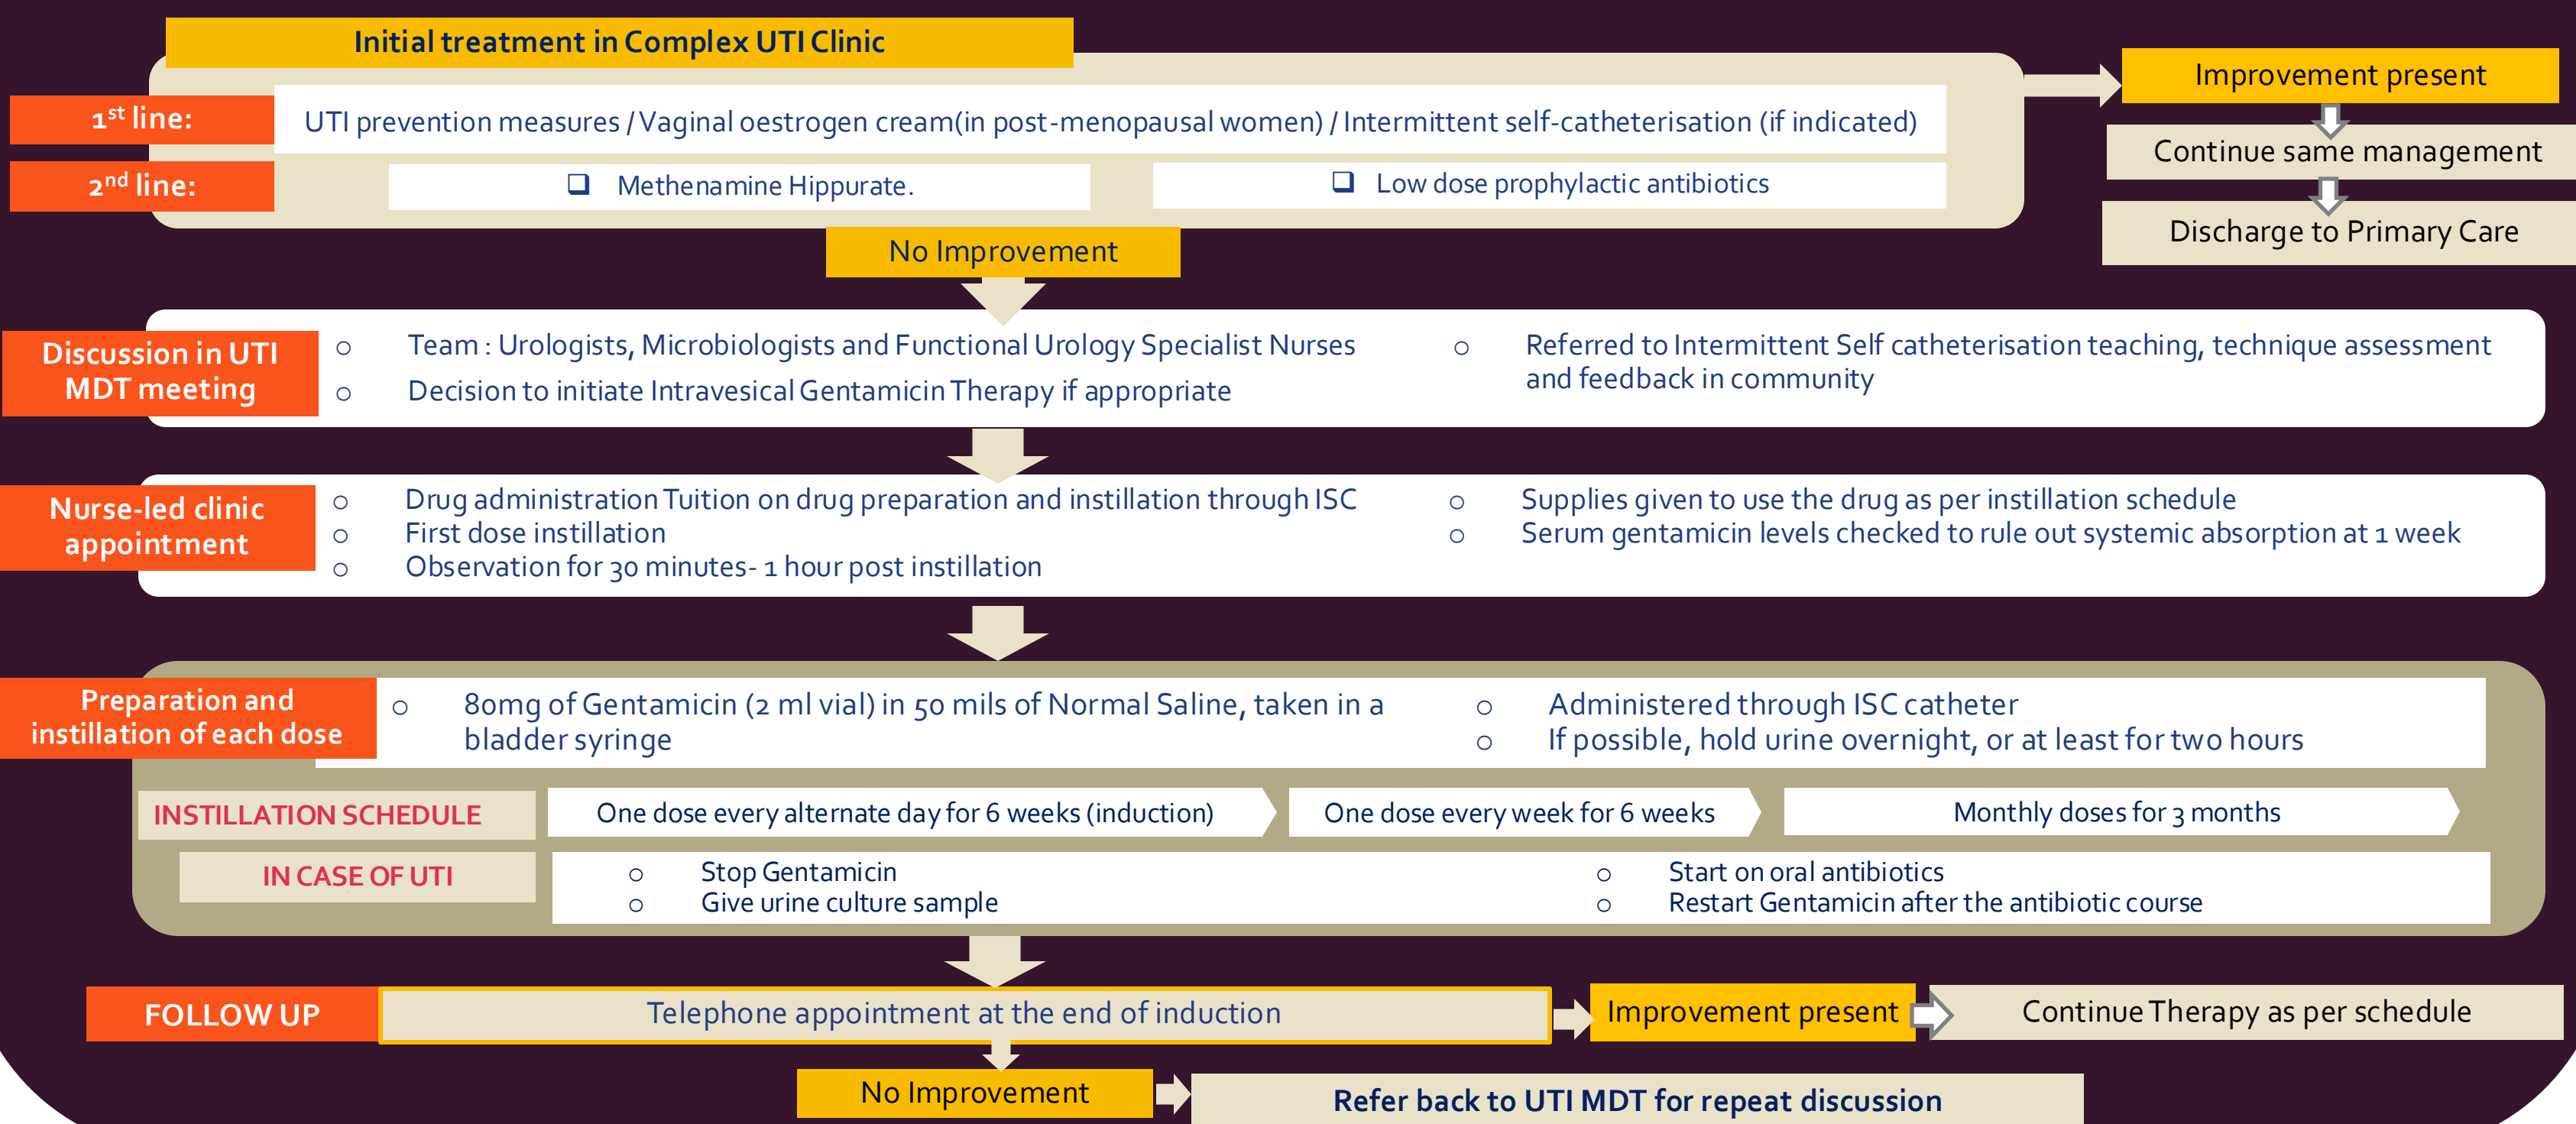 Initial treatment in Complex UTI Clinic
1st line:
UTI prevention measures / Vaginal oestrogen cream(in post-menopausal women) / Intermittent self-catheterisation (if indicated)
2nd line:
❑ Methenamine Hippurate.
❑ Low dose prophylactic antibiotics
Improvement present
Continue same management
Discharge to Primary Care
No Improvement
Discussion in UTI
MDT meeting
o Team : Urologists, Microbiologists and Functional Urology Specialist Nurses
o Decision to initiate Intravesical Gentamicin Therapy if appropriate
o Referred to Intermittent Self catheterisation teaching, technique assessment
and feedback in community
Nurse-led clinic
appointment
o Drug administration Tuition on drug preparation and instillation through ISC
o First dose instillation
o Observation for 30 minutes- 1 hour post instillation
o Supplies given to use the drug as per instillation schedule
o Serum gentamicin levels checked to rule out systemic absorption at 1 week
Preparation and
instillation of each dose
o 80mg of Gentamicin (2 ml vial) in 50 mils of Normal Saline, taken in a
bladder syringe
o Administered through ISC catheter
o If possible, hold urine overnight, or at least for two hours
INSTILLATION SCHEDULE
One dose every alternate day for 6 weeks (induction)
One dose every week for 6 weeks
Monthly doses for 3 months
IN CASE OF UTI
o Stop Gentamicin
o Give urine culture sample
o Start on oral antibiotics
o Restart Gentamicin after the antibiotic course
FOLLOW UP
Telephone appointment at the end of induction
Improvement present
Continue Therapy as per schedule
No Improvement
Refer back to UTI MDT for repeat discussion